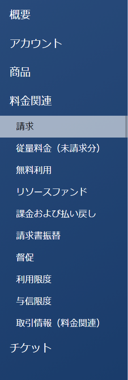 概要
アカウント
商品
料金関連
請求
従量料金（未請求分）
無料利用
リソースファンド
課金および払い戻し
請求書振替
督促
利用限度
与信限度
取引情報（料金関連）
チケット